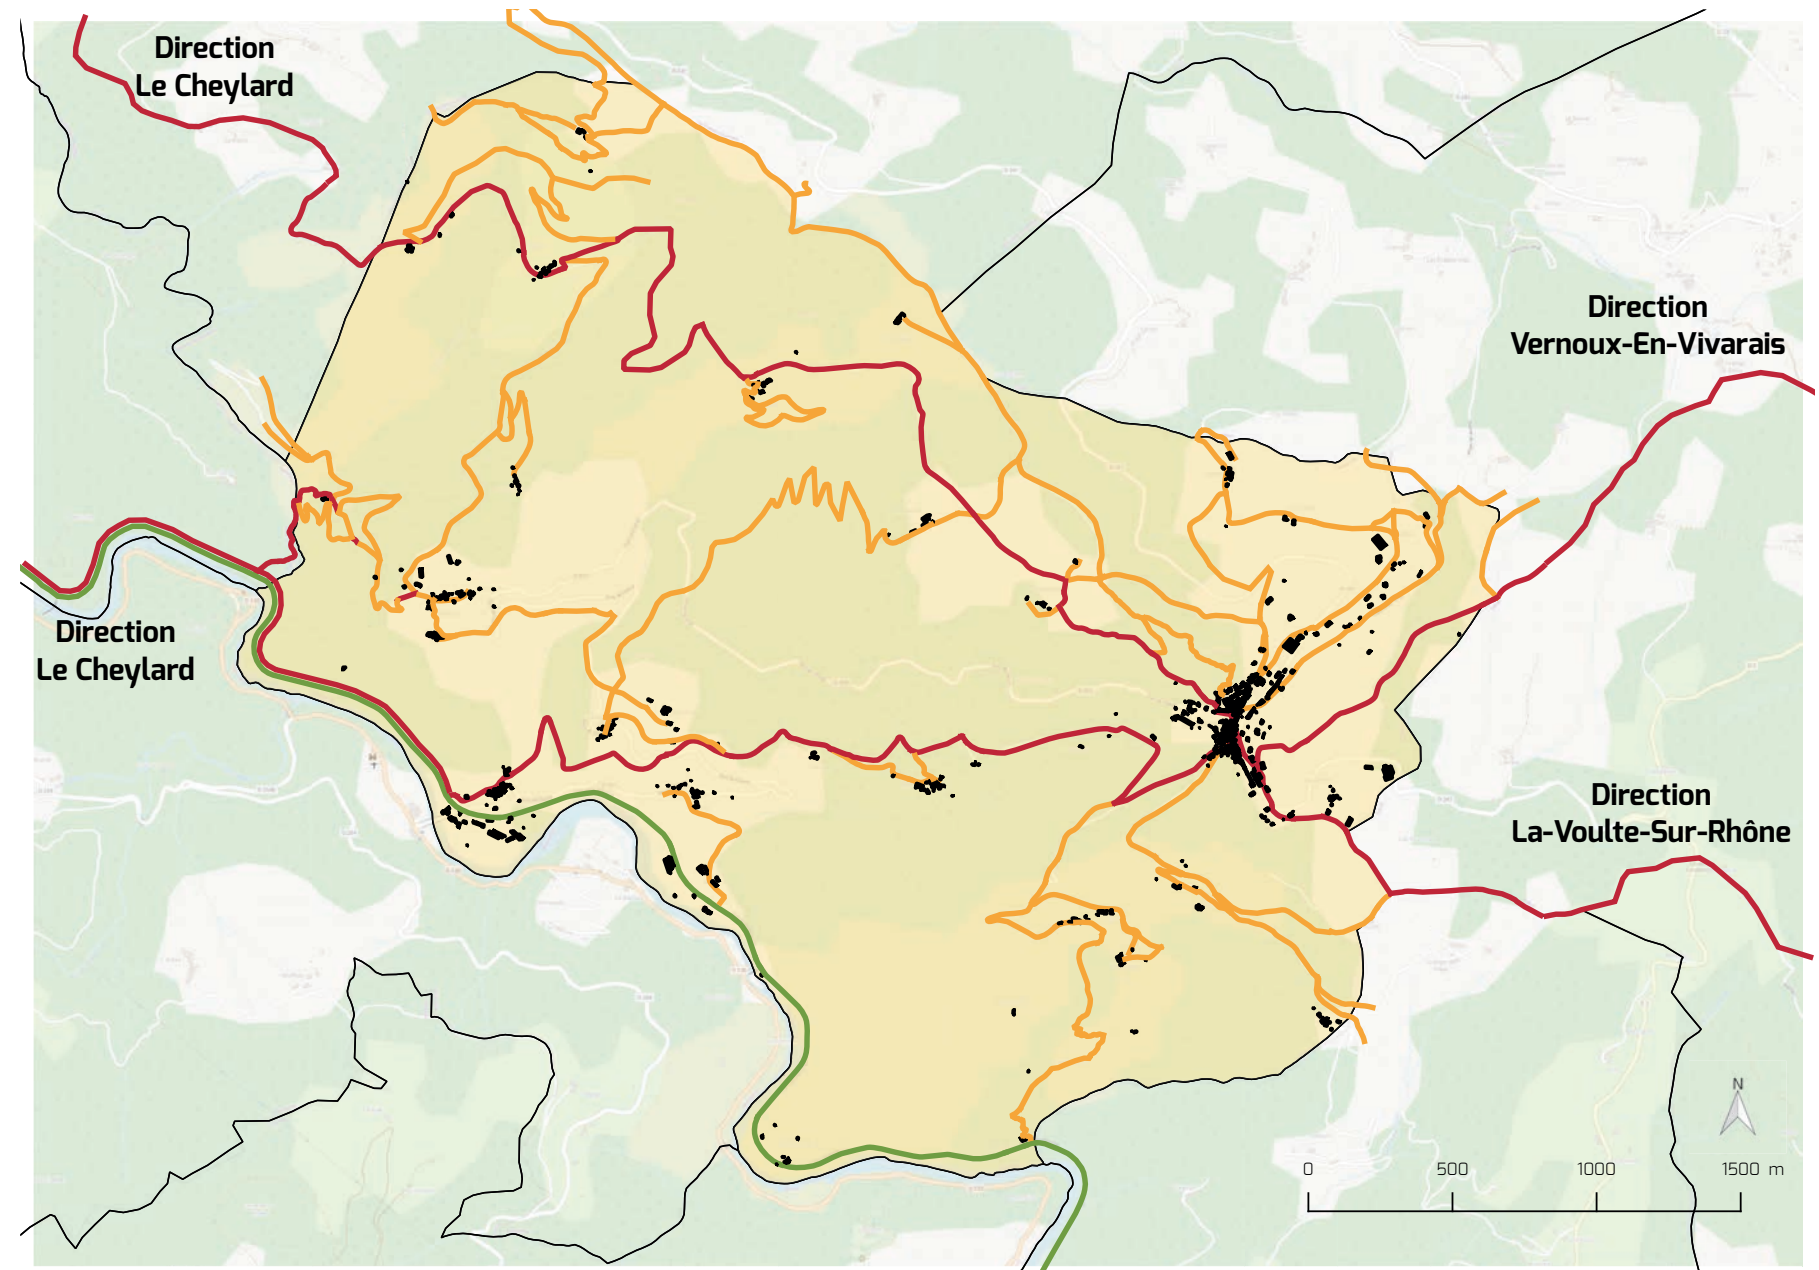 Direction
Le Cheylard
Direction
Vernoux-En-Vivarais
Direction
Le Cheylard
Direction
La-Voulte-Sur-Rhône
N
0 500 1000 1500 m